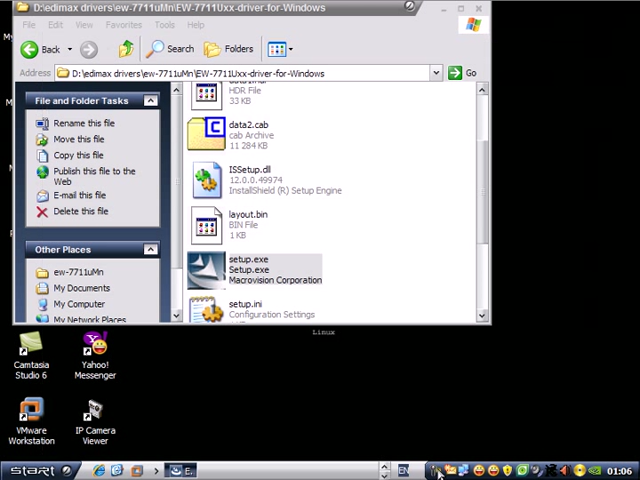 D:\edimax drivers\ew-7711uMn\EW-7711Uxx-driver-for-Windows
File Edit View Favorites Tools Help
Back Search Folders
Address D:\edimax drivers\ew-7711uMn\EW-7711Uxx-driver-for-Windows Go
File and Folder Tasks
Rename this file
Move this file
Copy this file
Publish this file to the
Web
E-mail this file
Delete this file
Other Places
ew-7711uMn
My Documents
My Computer
My Network Places
HDR File
33 KB
data2.cab
cab Archive
11 284 KB
ISSetup.dll
12.0.0.49974
InstallShield (R) Setup Engine
layout.bin
BIN File
1 KB
setup.exe
Setup.exe
Macrovision Corporation
setup.ini
Configuration Settings
Linux
Camtasia
Studio 6
Yahoo!
Messenger
VMware
Workstation
IP Camera
Viewer
start
E.
EN
01:06